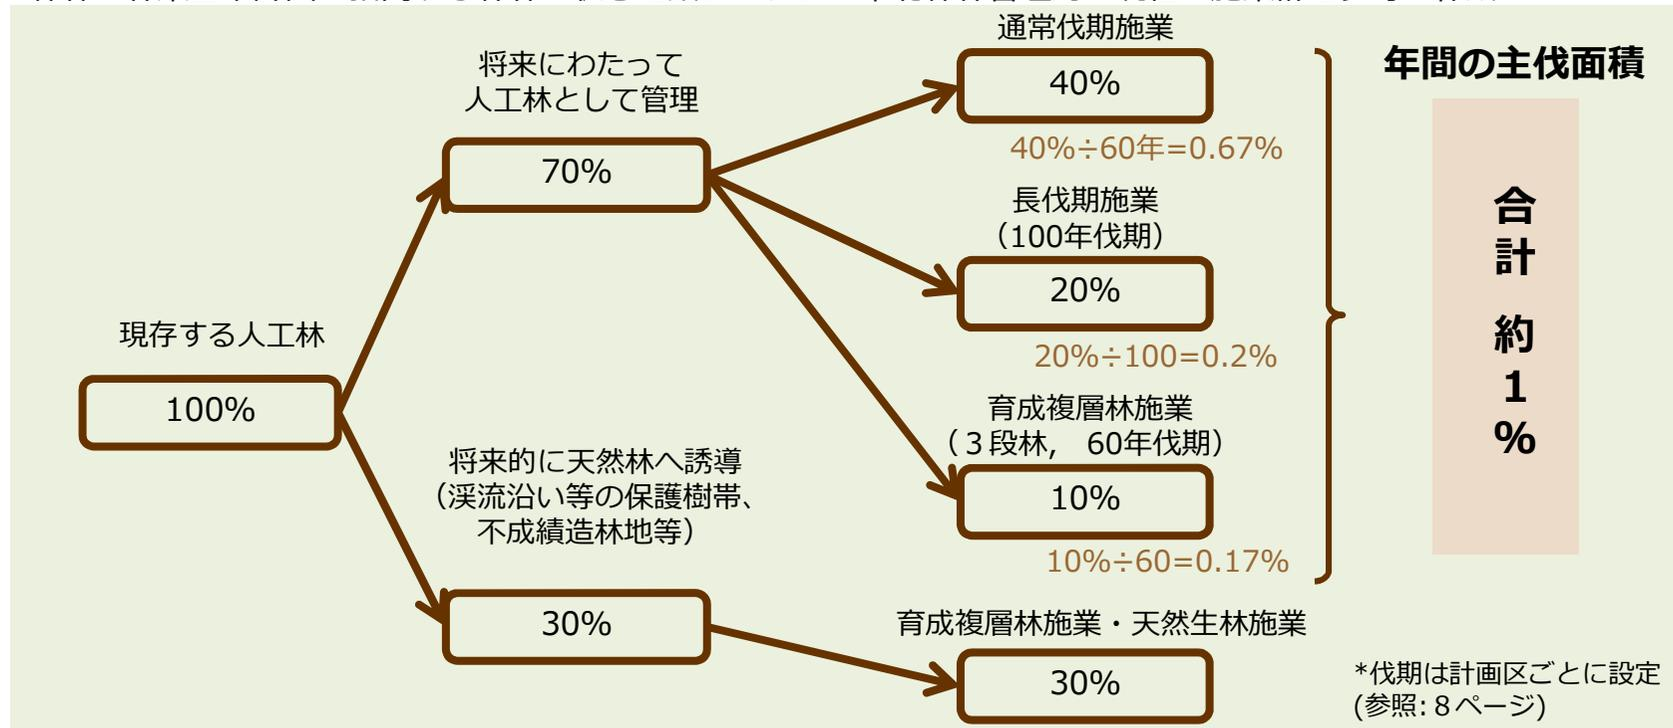 通常伐期施業
40%
40%÷60年=0.67%
年間の主伐面積
将来にわたって
人工林として管理
70%
長伐期施業
（100年伐期）
20%
20%÷100=0.2%
合計 約1%
現存する人工林
100%
育成複層林施業
（３段林, 60年伐期）
10%
10%÷60=0.17%
将来的に天然林へ誘導
（渓流沿い等の保護樹帯、
不成績造林地等）
30%
育成複層林施業・天然生林施業
30%
*伐期は計画区ごとに設定
(参照:８ページ)